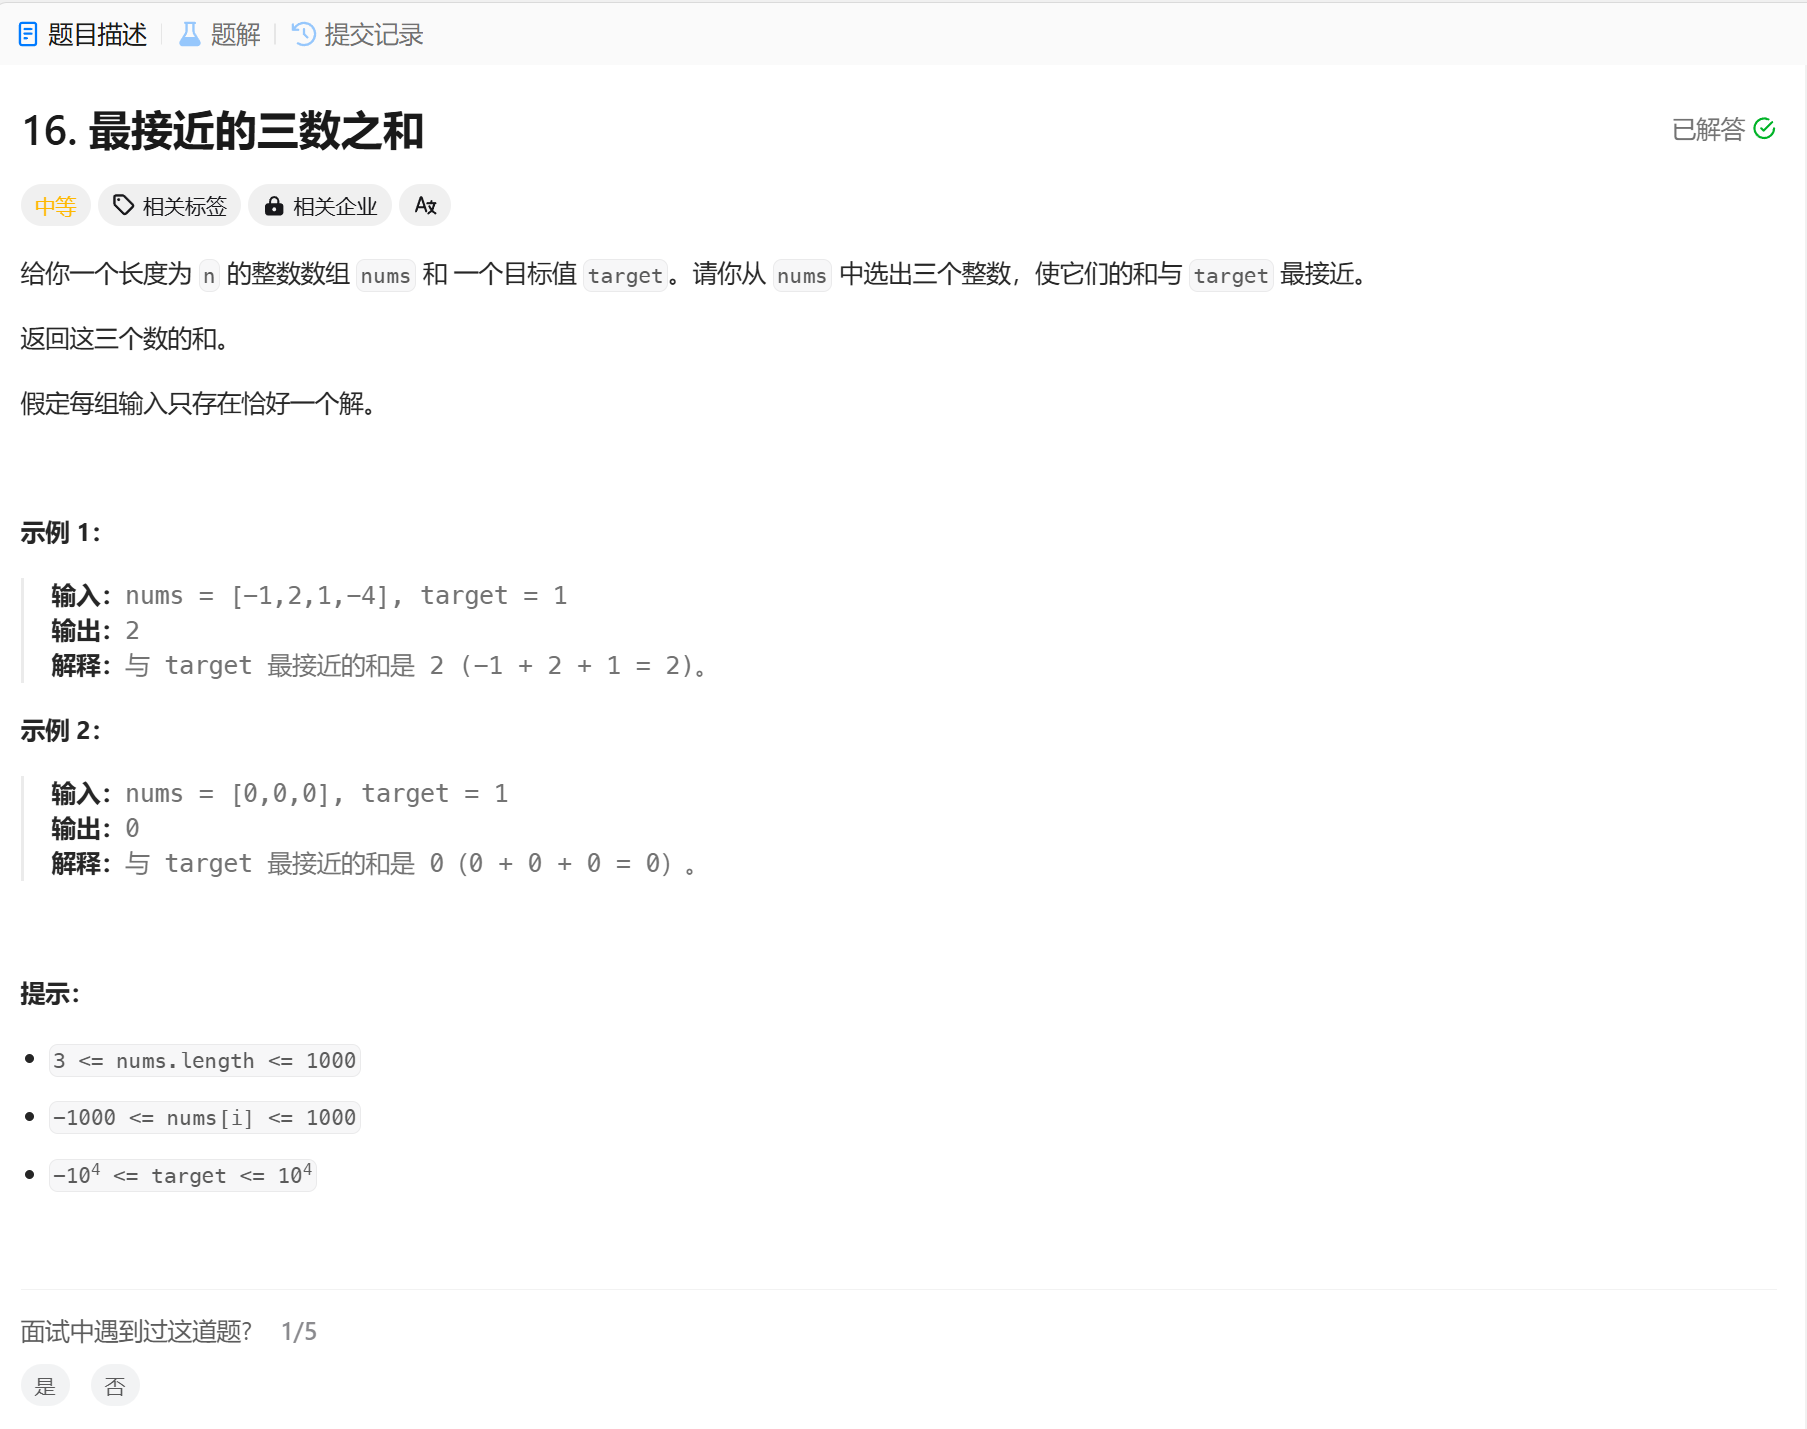 题目描述 题解 提交记录
16. 最接近的三数之和
已解答
中等 相关标签 相关企业 Aあ
给你一个长度为 n 的整数数组 nums 和 一个目标值 target。请你从 nums 中选出三个整数，使它们的和与 target 最接近。
返回这三个数的和。
假定每组输入只存在恰好一个解。
示例 1：
输入：nums = [-1,2,1,-4], target = 1
输出：2
解释：与 target 最接近的和是 2 (-1 + 2 + 1 = 2)。
示例 2：
输入：nums = [0,0,0], target = 1
输出：0
解释：与 target 最接近的和是 0（0 + 0 + 0 = 0）。
提示：
• 3 <= nums.length <= 1000
• -1000 <= nums[i] <= 1000
• -10⁴ <= target <= 10⁴
面试中遇到过这道题? 1/5
是 否